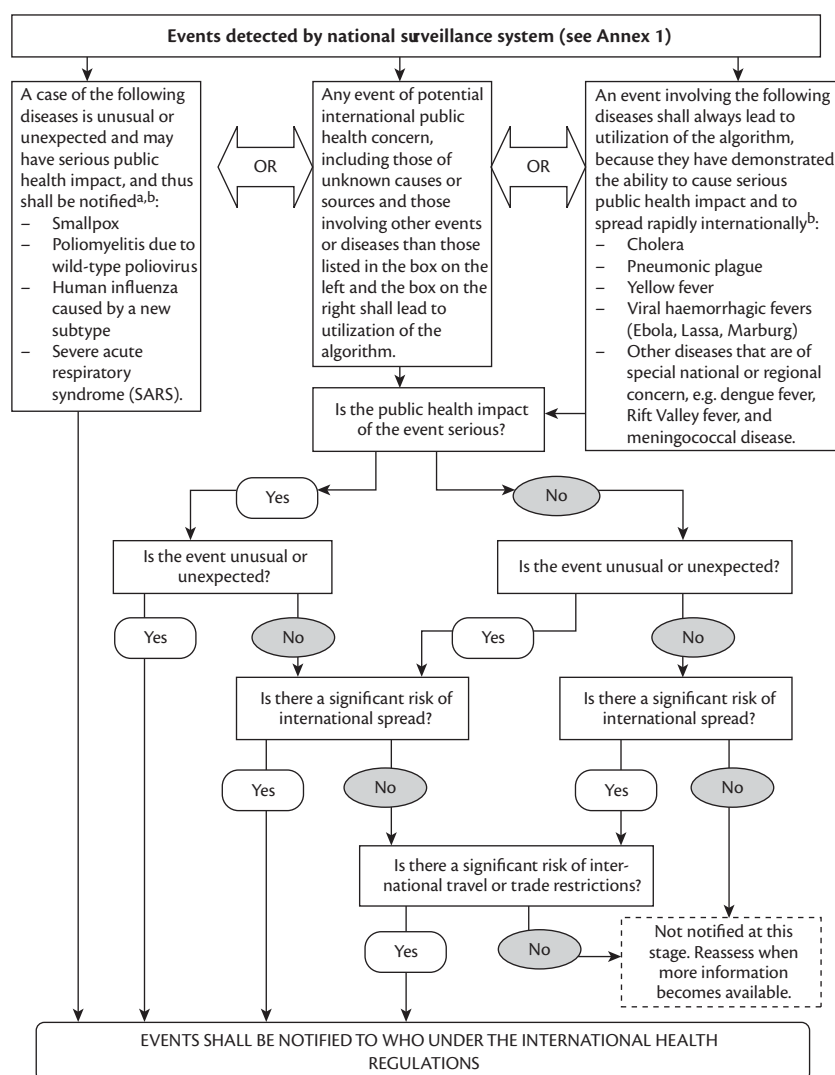 Events detected by national surveillance system (see Annex 1)
A case of the following
diseases is unusual or
unexpected and may
have serious public
health impact, and thus
shall be notifiedᵃ,ᵇ:
– Smallpox
– Poliomyelitis due to
wild-type poliovirus
– Human influenza
caused by a new
subtype
– Severe acute
respiratory
syndrome (SARS).
OR
Any event of potential
international public
health concern,
including those of
unknown causes or
sources and those
involving other events
or diseases than those
listed in the box on the
left and the box on the
right shall lead to
utilization of the
algorithm.
OR
An event involving the following
diseases shall always lead to
utilization of the algorithm,
because they have demonstrated
the ability to cause serious
public health impact and to
spread rapidly internationallyᵇ:
– Cholera
– Pneumonic plague
– Yellow fever
– Viral haemorrhagic fevers
(Ebola, Lassa, Marburg)
– Other diseases that are of
special national or regional
concern, e.g. dengue fever,
Rift Valley fever, and
meningococcal disease.
Is the public health impact
of the event serious?
Yes
No
Is the event unusual or
unexpected?
Is the event unusual or unexpected?
Yes
No
Yes
No
Is there a significant risk of
international spread?
Is there a significant risk of
international spread?
Yes
No
Yes
No
Is there a significant risk of inter-
national travel or trade restrictions?
Yes
No
Not notified at this
stage. Reassess when
more information
becomes available.
EVENTS SHALL BE NOTIFIED TO WHO UNDER THE INTERNATIONAL HEALTH
REGULATIONS